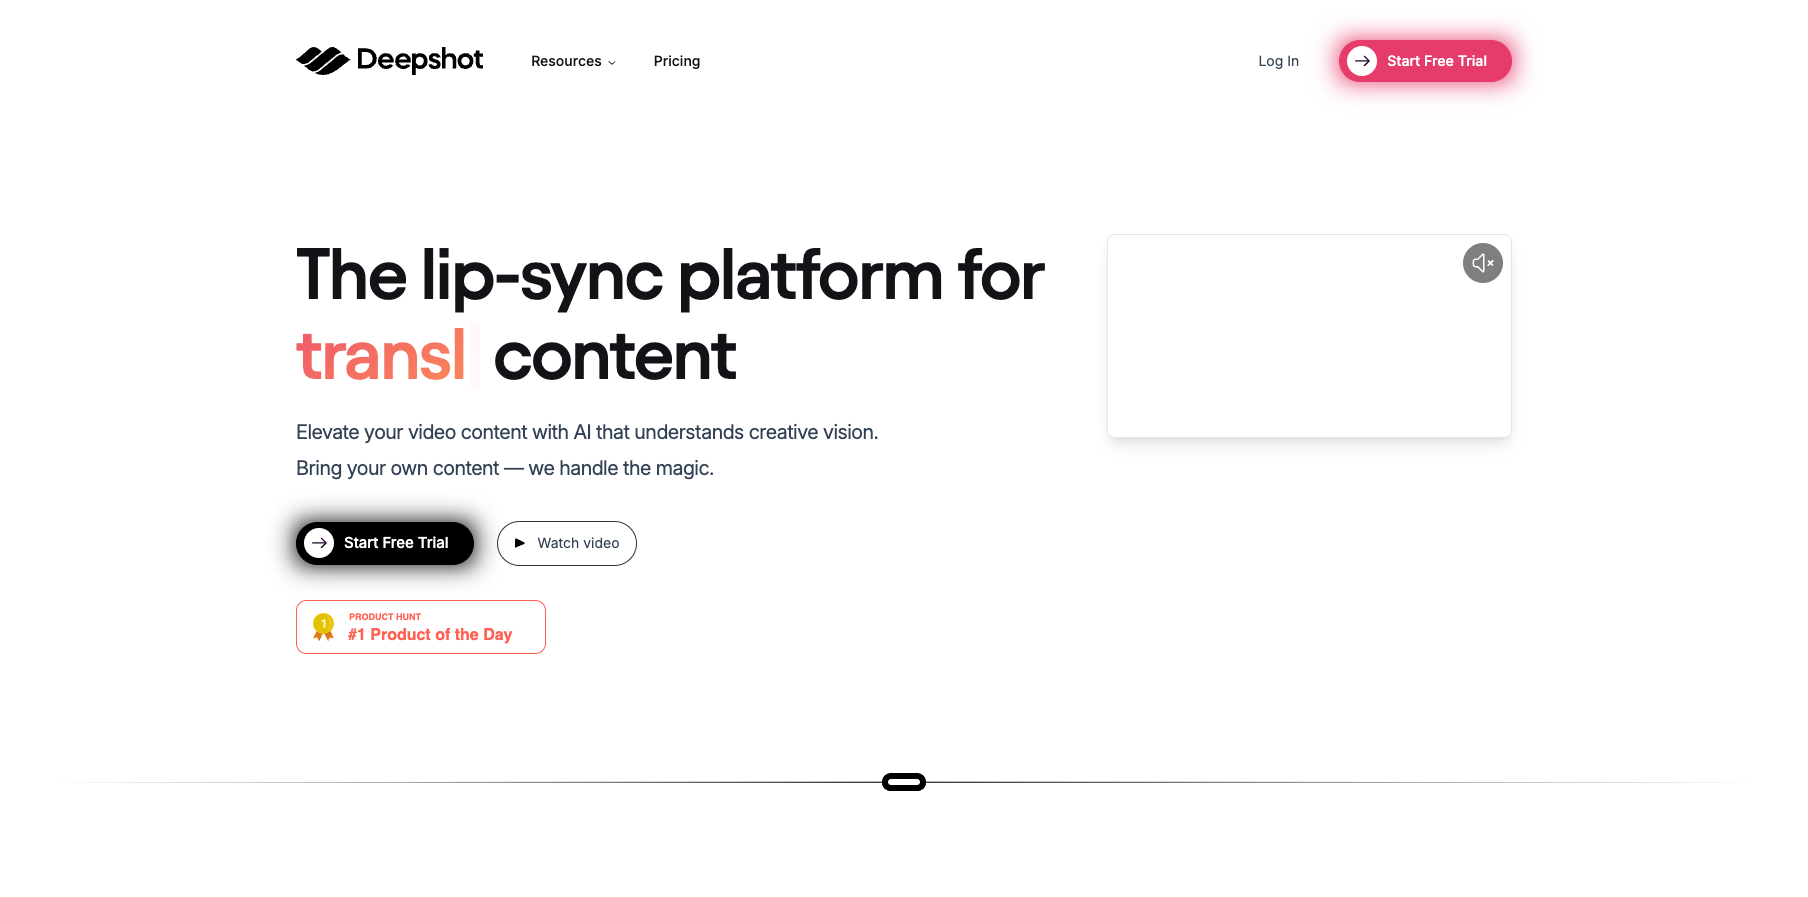 Deepshot
Resources
Pricing
Log In
Start Free Trial
The lip-sync platform for
transl content
Elevate your video content with AI that understands creative vision.
Bring your own content — we handle the magic.
Start Free Trial
Watch video
1
PRODUCT HUNT
#1 Product of the Day